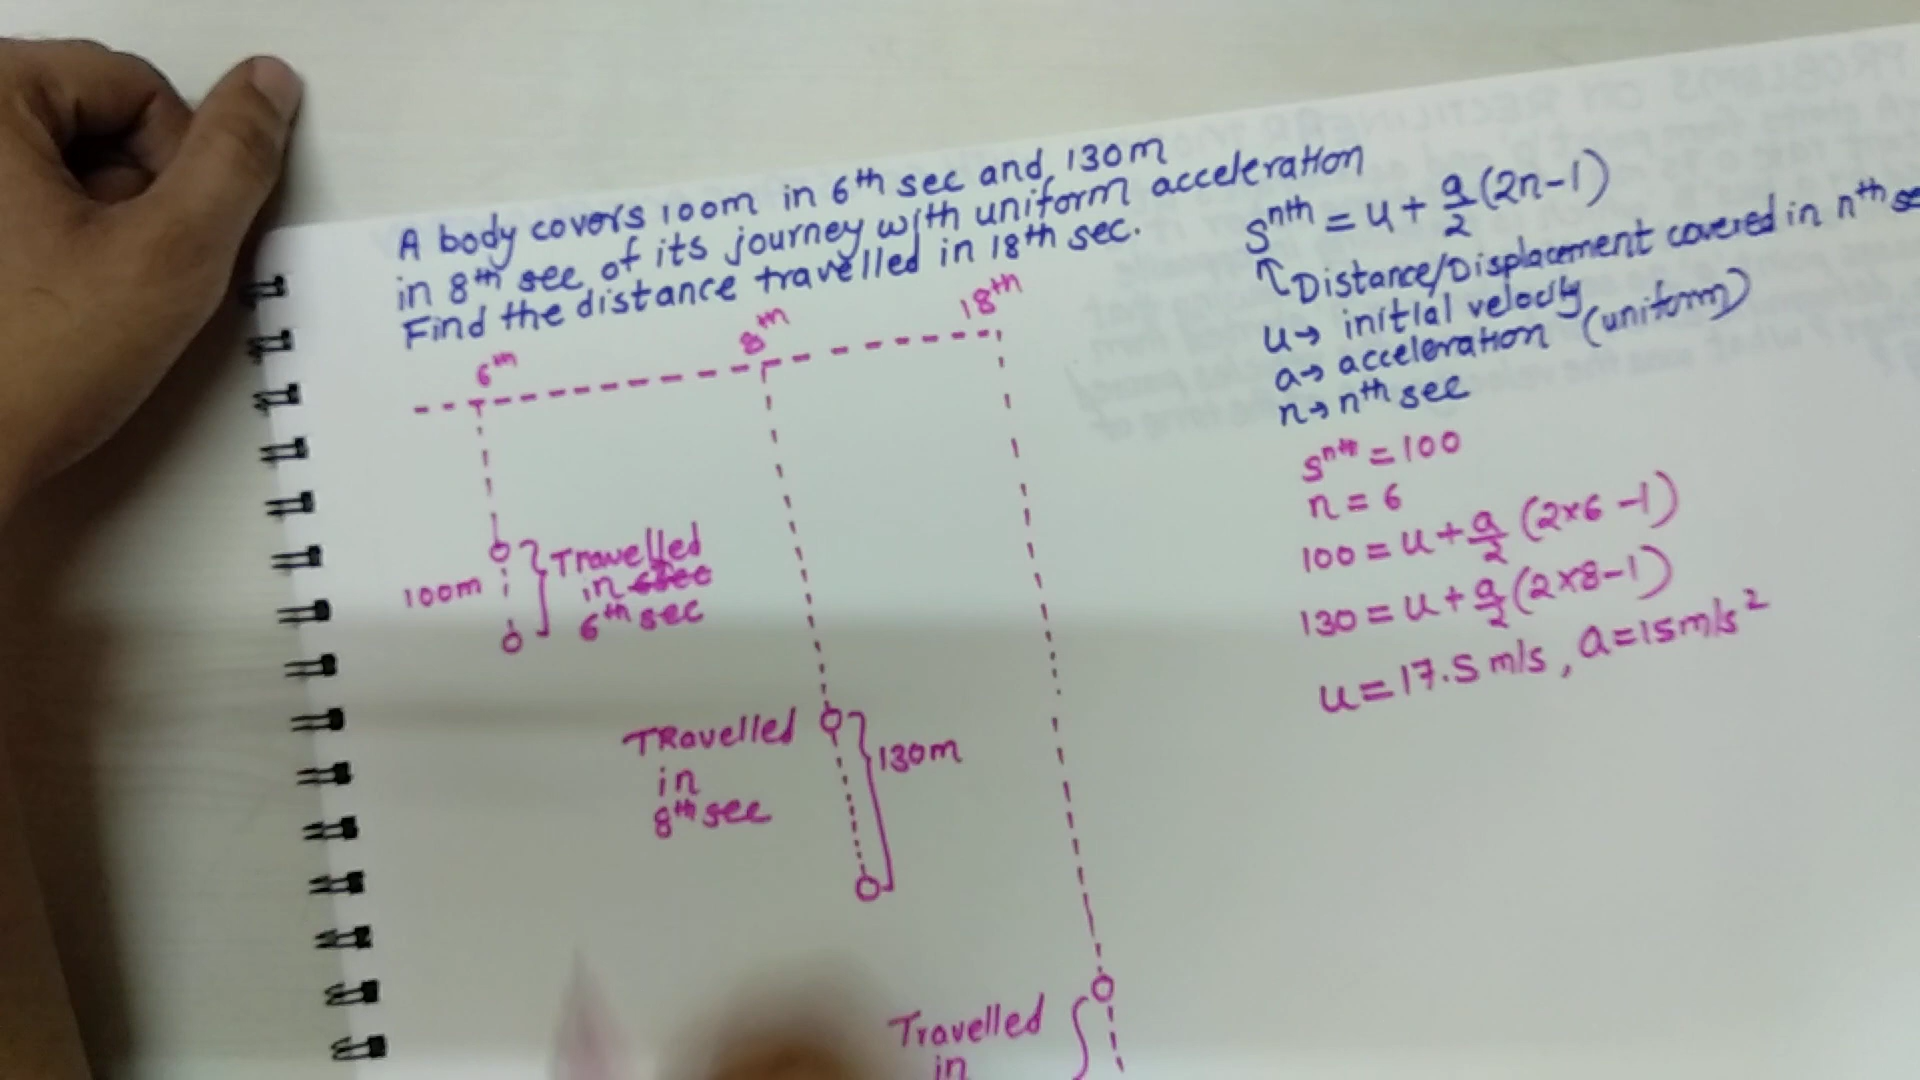 A body covers 100m in 6th sec and, 130m
in 8th sec of its journey with uniform acceleration
Find the distance travelled in 18th sec.
6th
8th
18th
100m
Travelled
in 6sec
6th sec
TRavelled
in
8th sec
130m
Travelled
in
S^nth = u + a/2 (2n-1)
Distance/Displacement covered in nth
u → initial velocity
a → acceleration (uniform)
n → nth sec
S^nth = 100
n = 6
100 = u + a/2 (2×6 -1)
130 = u + a/2 (2×8-1)
u = 17.5 m/s, a = 15 m/s²